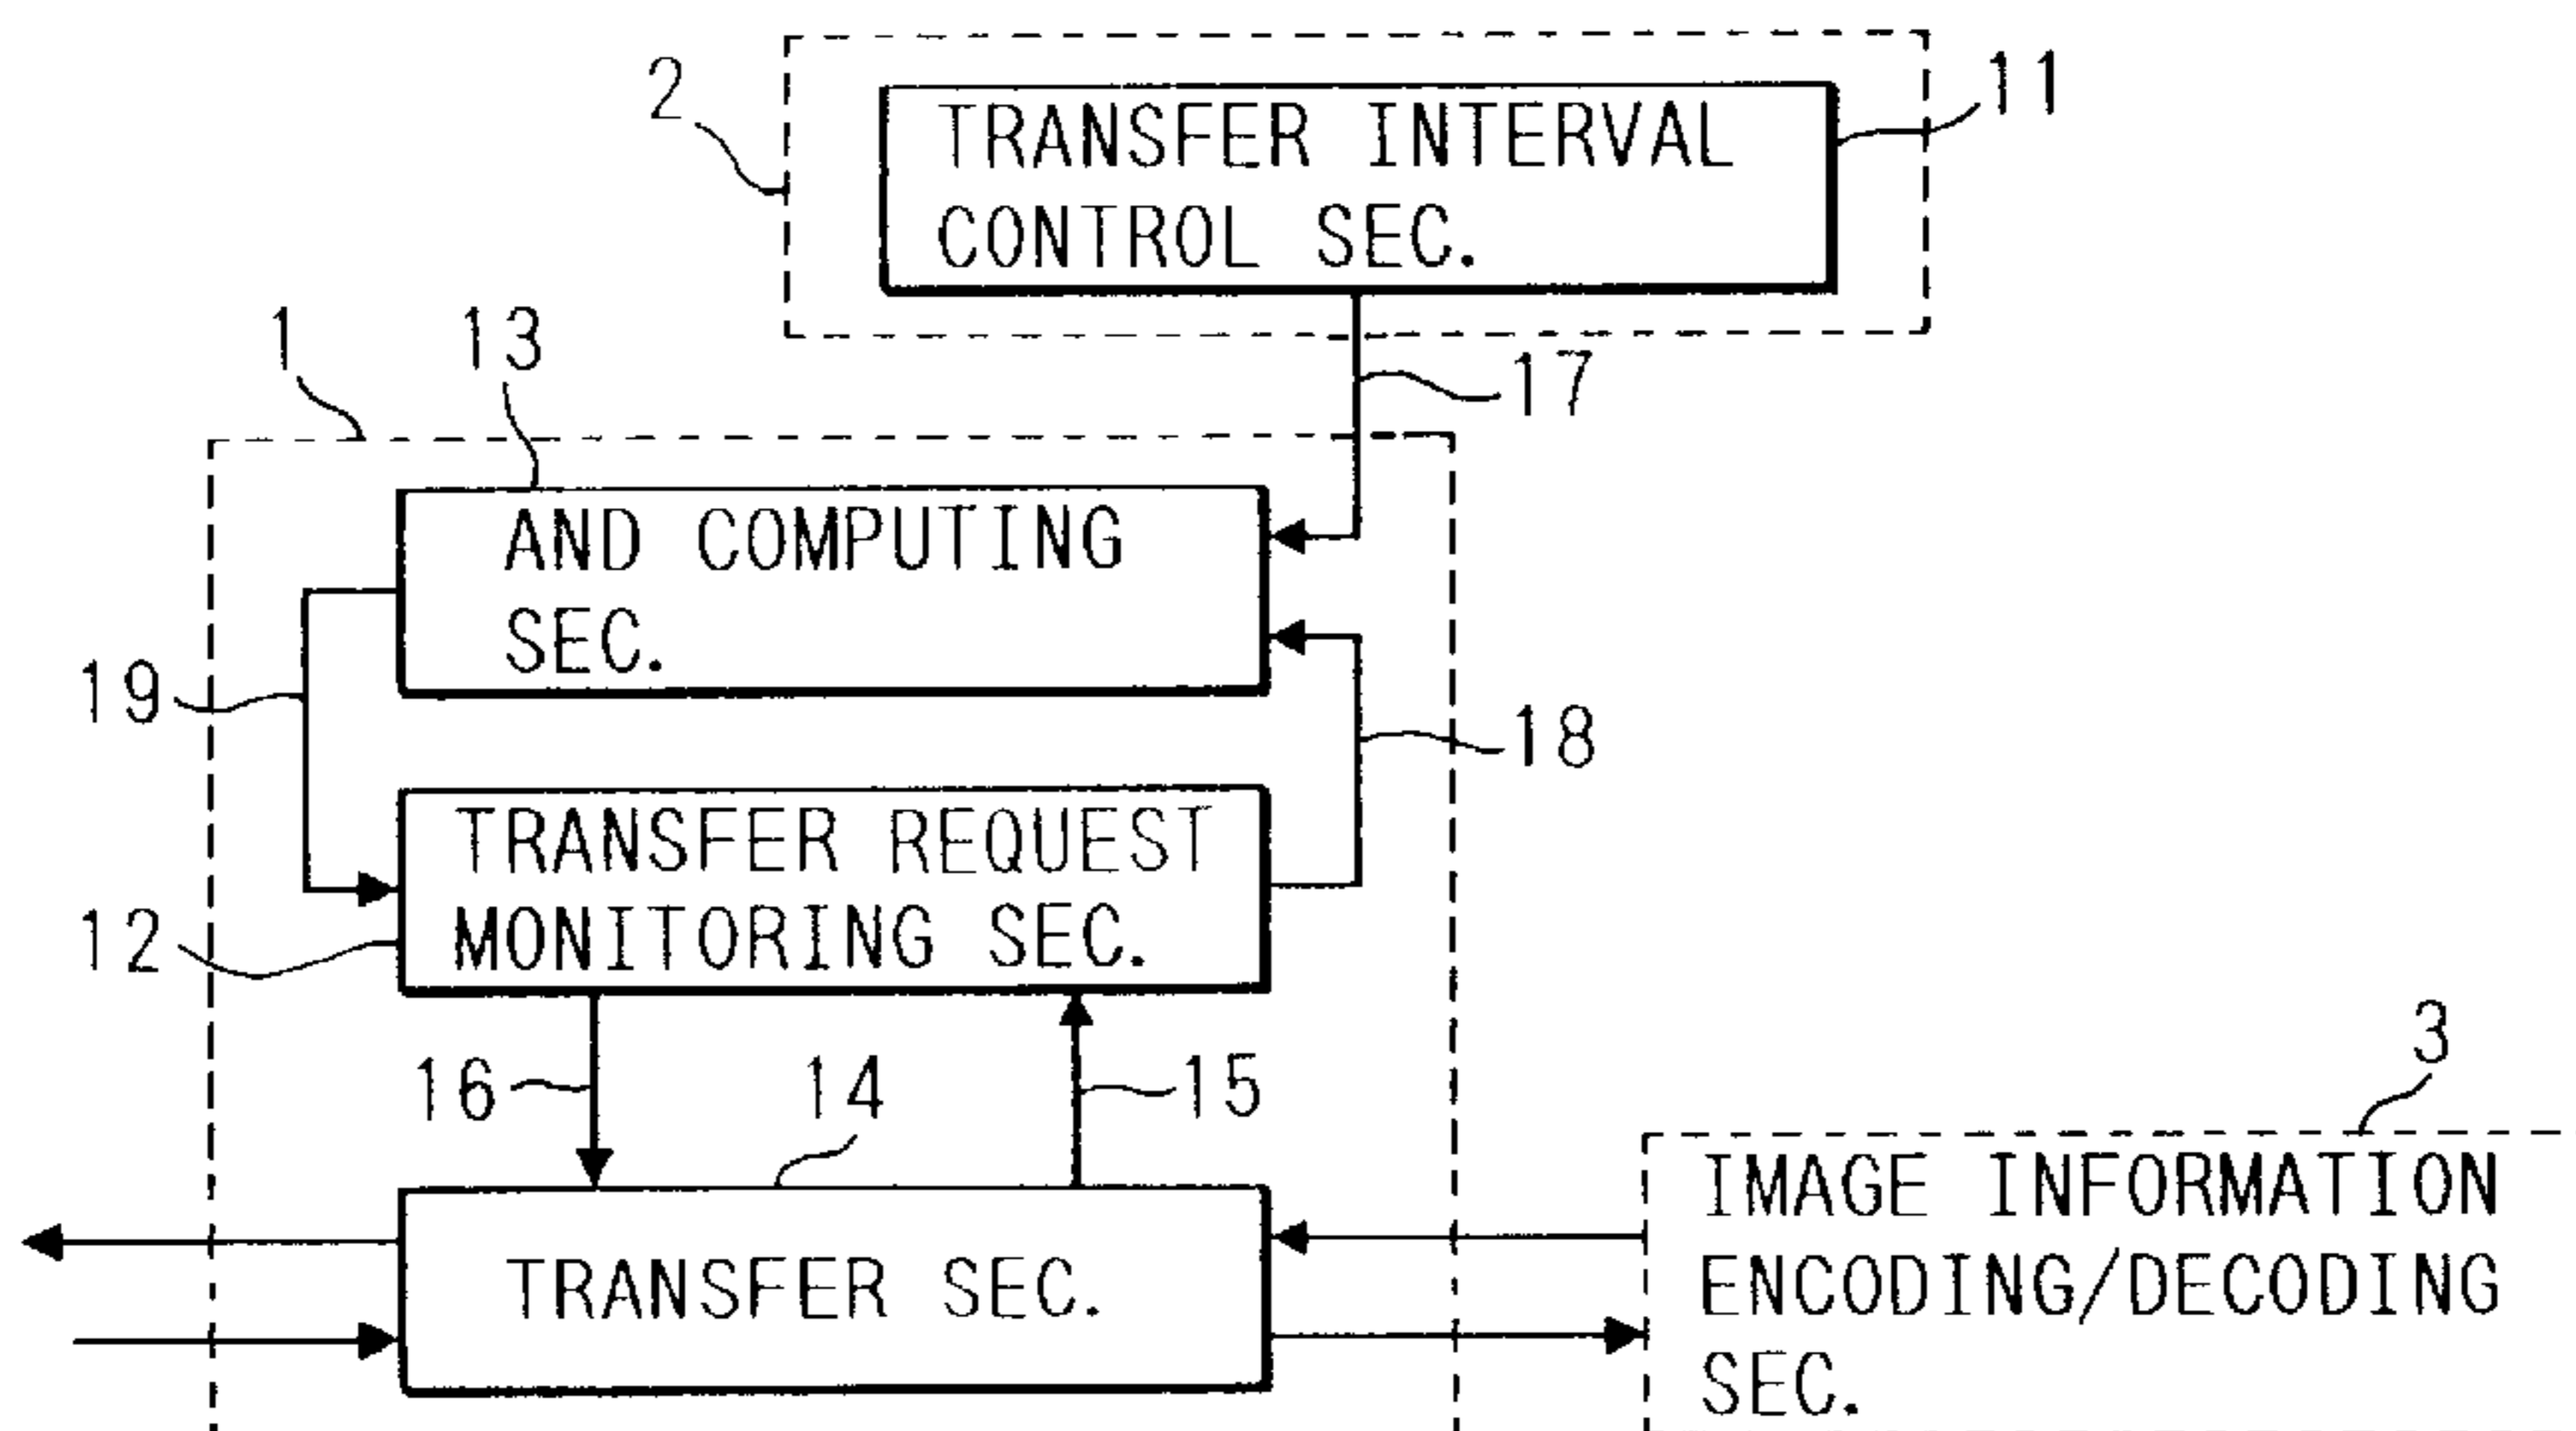 2
TRANSFER INTERVAL
CONTROL SEC.
11
1
13
17
AND COMPUTING
SEC.
19
18
TRANSFER REQUEST
MONITORING SEC.
12
16
14
15
3
TRANSFER SEC.
IMAGE INFORMATION
ENCODING/DECODING
SEC.